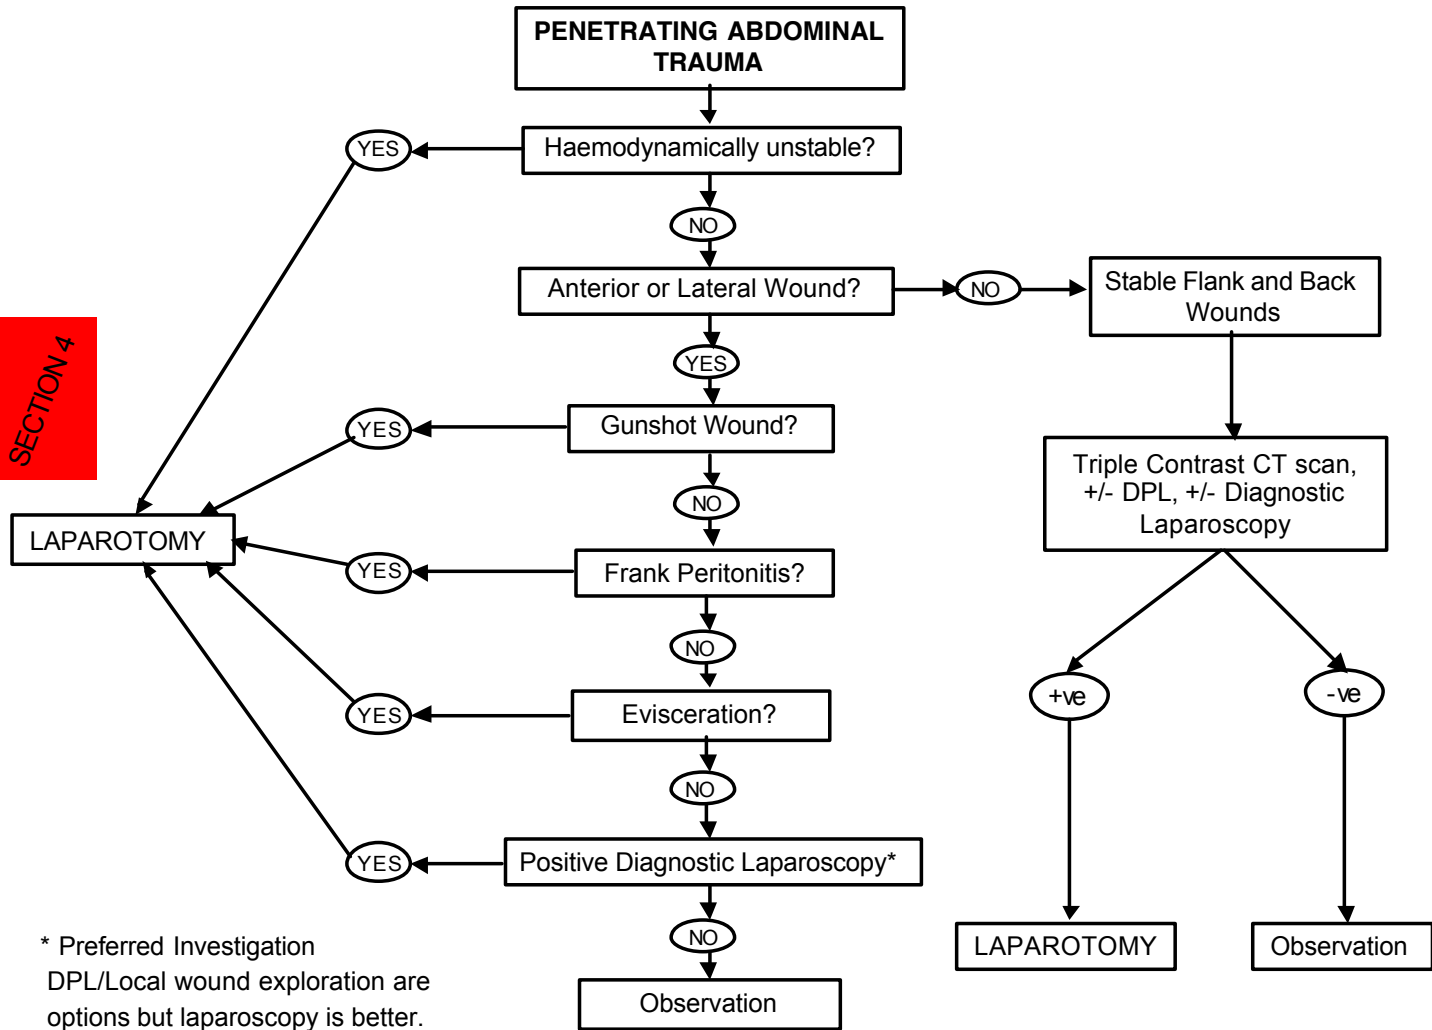 PENETRATING ABDOMINAL
TRAUMA
YES
Haemodynamically unstable?
NO
Anterior or Lateral Wound?
NO
Stable Flank and Back
Wounds
YES
SECTION 4
YES
Gunshot Wound?
Triple Contrast CT scan,
+/- DPL, +/- Diagnostic
Laparoscopy
NO
LAPAROTOMY
YES
Frank Peritonitis?
NO
+ve
-ve
YES
Evisceration?
NO
YES
Positive Diagnostic Laparoscopy*
NO
LAPAROTOMY
Observation
Observation
* Preferred Investigation
DPL/Local wound exploration are
options but laparoscopy is better.